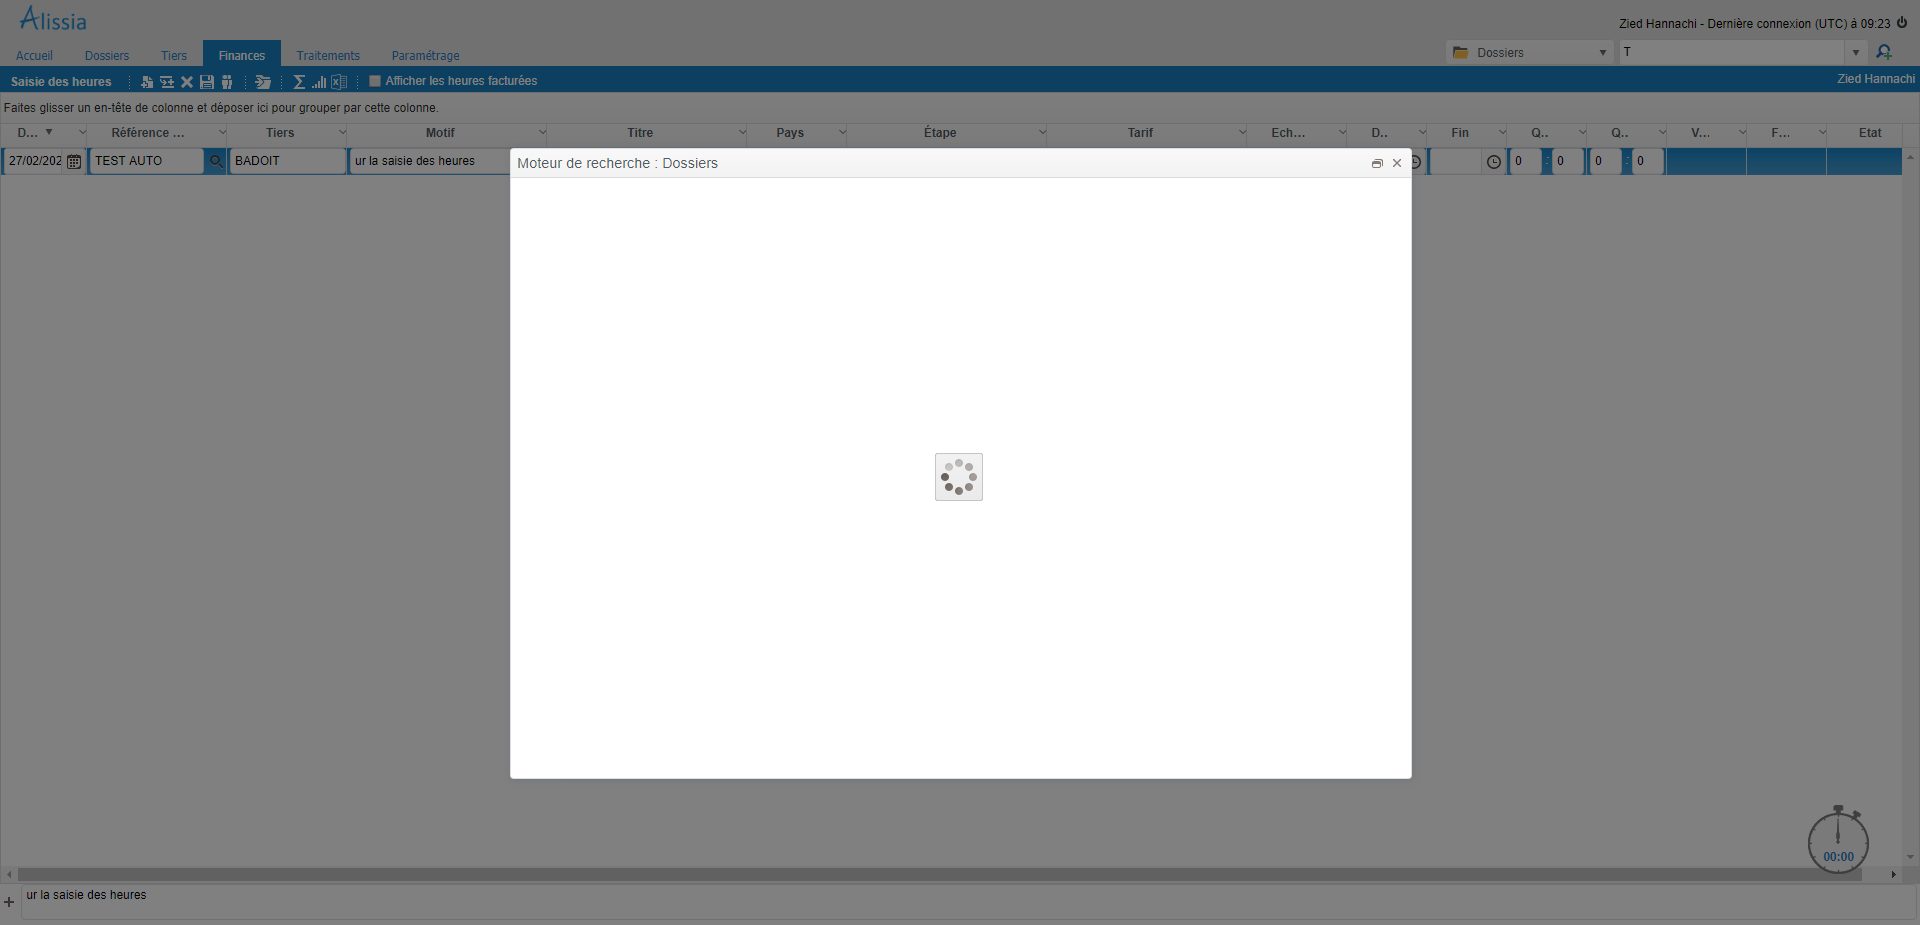 Alissia
Zied Hannachi - Dernière connexion (UTC) à 09:23
Accueil Dossiers Tiers Finances Traitements Paramétrage Dossiers T
Saisie des heures Afficher les heures facturées Zied Hannachi
Faites glisser un en-tête de colonne et déposer ici pour grouper par cette colonne.
D... Référence ... Tiers Motif Titre Pays Étape Tarif Ech... D.. Fin Q.. Q.. V... F... Etat
27/02/202 TEST AUTO BADOIT ur la saisie des heures 0 : 0 0 : 0
Moteur de recherche : Dossiers
00:00
ur la saisie des heures